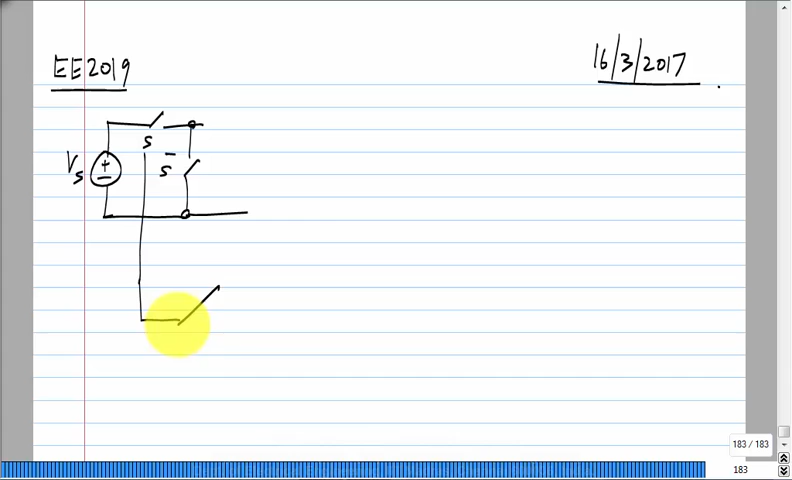 EE2019
16/3/2017
S
Vs + −
S̄
183 / 183
183